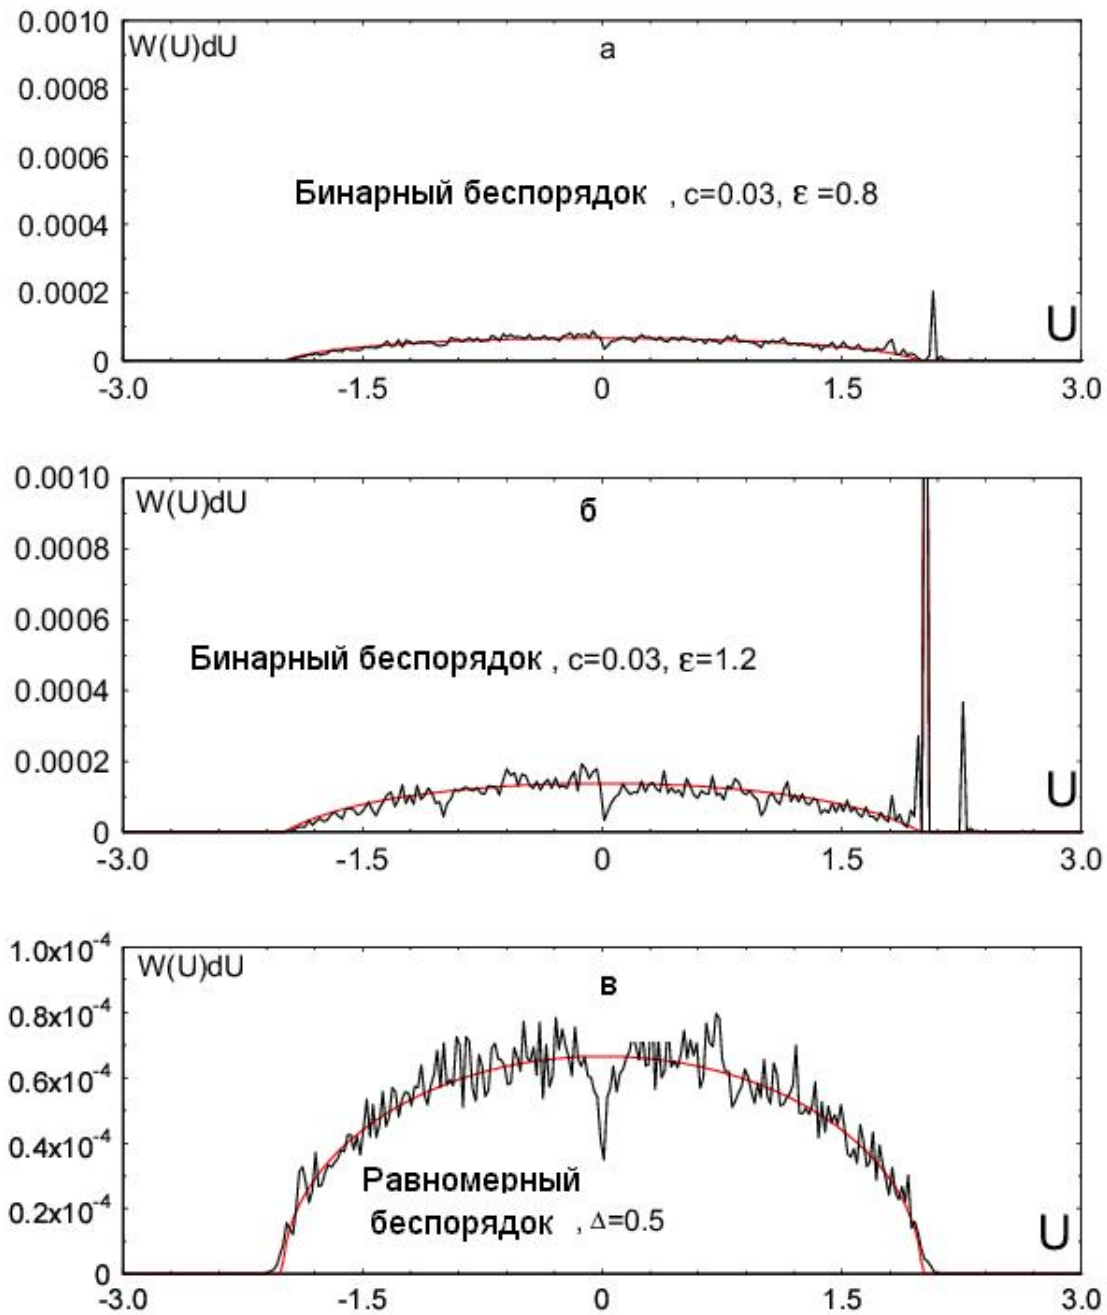 0.0010
W(U)dU
а
0.0008
0.0006
Бинарный беспорядок , c=0.03, ε =0.8
0.0004
0.0002
U
0
-3.0 -1.5 0 1.5 3.0
0.0010
W(U)dU
б
0.0008
0.0006
Бинарный беспорядок , c=0.03, ε=1.2
0.0004
0.0002
U
0
-3.0 -1.5 0 1.5 3.0
1.0x10⁻⁴
W(U)dU
в
0.8x10⁻⁴
0.6x10⁻⁴
0.4x10⁻⁴
Равномерный
0.2x10⁻⁴
беспорядок , Δ=0.5
U
0
-3.0 -1.5 0 1.5 3.0